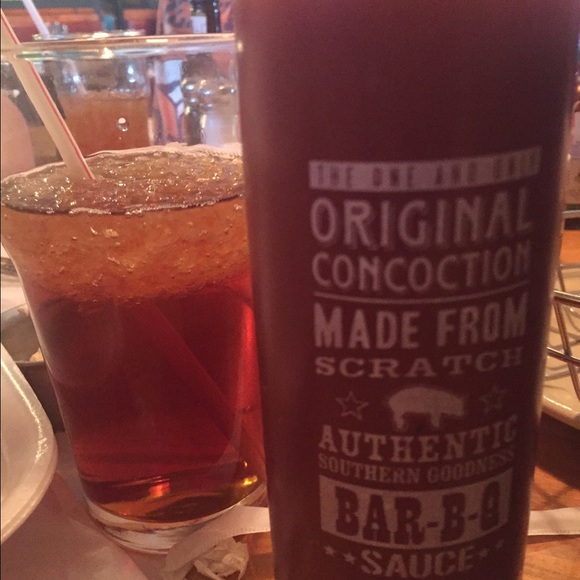 THE ONE AND ONLY
ORIGINAL
CONCOCTION
MADE FROM
SCRATCH
AUTHENTIC
SOUTHERN GOODNESS
BAR-B-Q
SAUCE